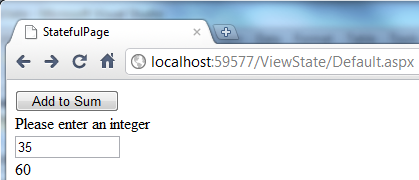 StatefulPage
localhost:59577/ViewState/Default.aspx
Add to Sum
Please enter an integer
35
60